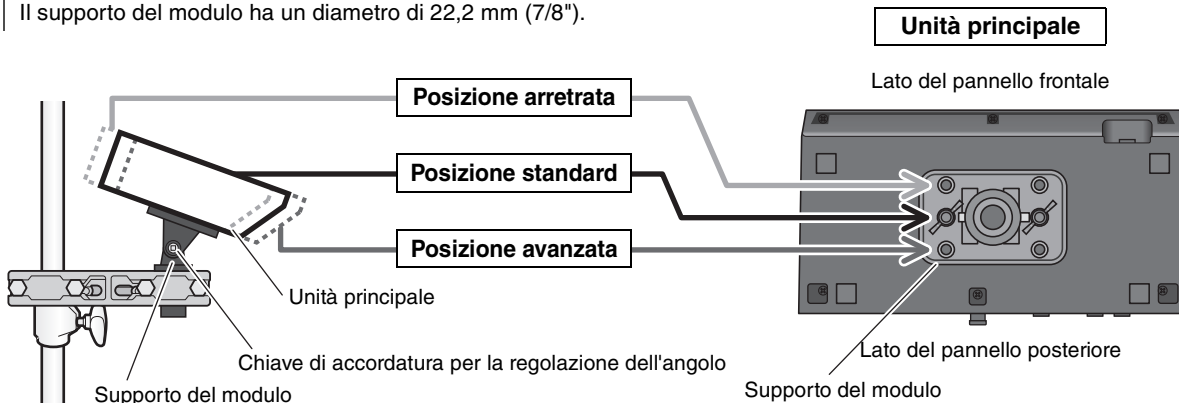 Il supporto del modulo ha un diametro di 22,2 mm (7/8").
Unità principale
Lato del pannello frontale
Posizione arretrata
Posizione standard
Posizione avanzata
Unità principale
Chiave di accordatura per la regolazione dell'angolo
Supporto del modulo
Lato del pannello posteriore
Supporto del modulo